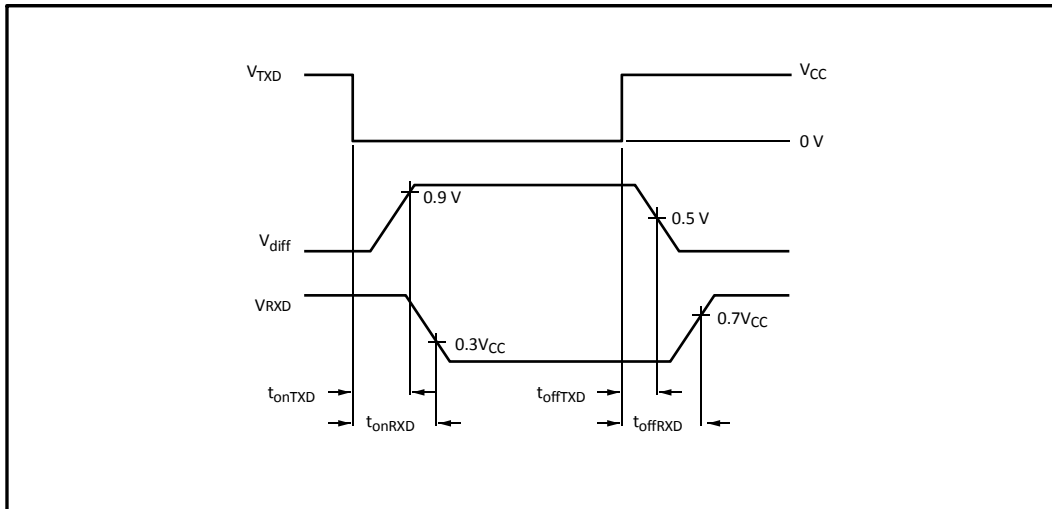 VTXD
VCC
0 V
0.9 V
0.5 V
Vdiff
VRXD
0.7VCC
0.3VCC
tonTXD
toffTXD
tonRXD
toffRXD